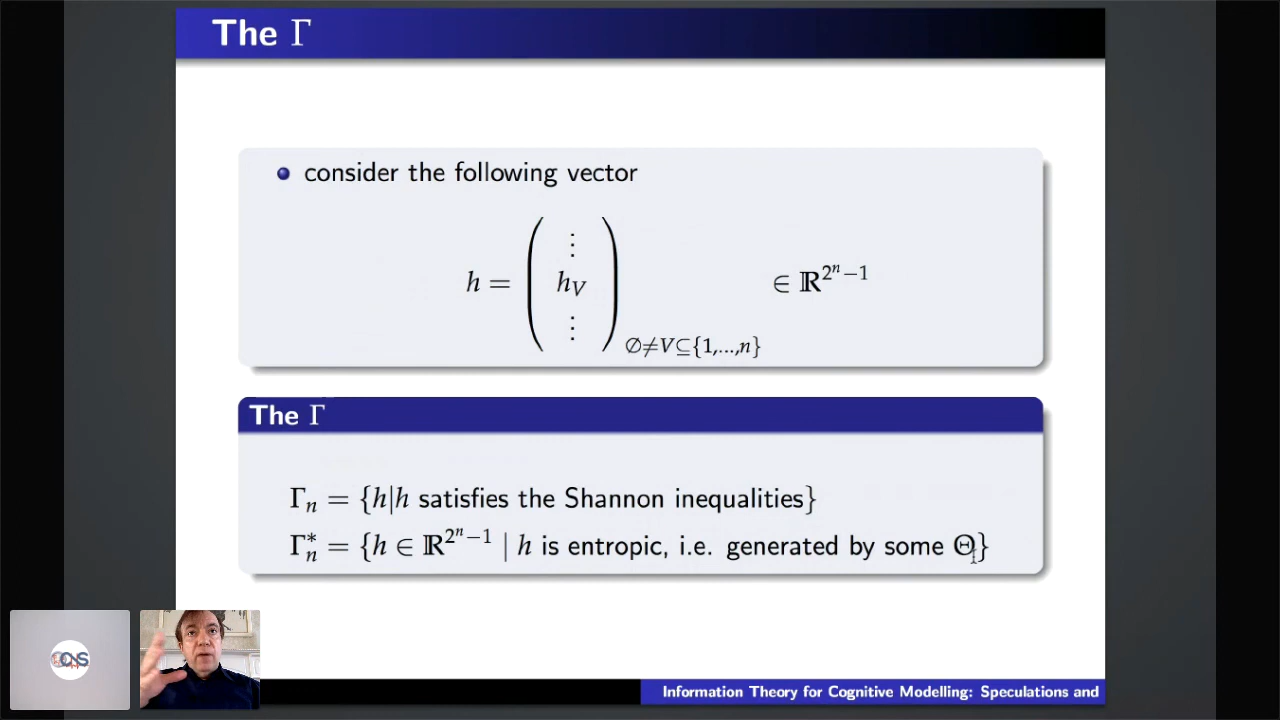 The Γ
consider the following vector
h = ( ⋮ h_V ⋮ )_{∅≠V⊆{1,...,n}} ∈ ℝ^{2^n−1}
The Γ
Γ_n = {h|h satisfies the Shannon inequalities}
Γ_n^* = {h ∈ ℝ^{2^n−1} | h is entropic, i.e. generated by some Θ}
Information Theory for Cognitive Modelling: Speculations and